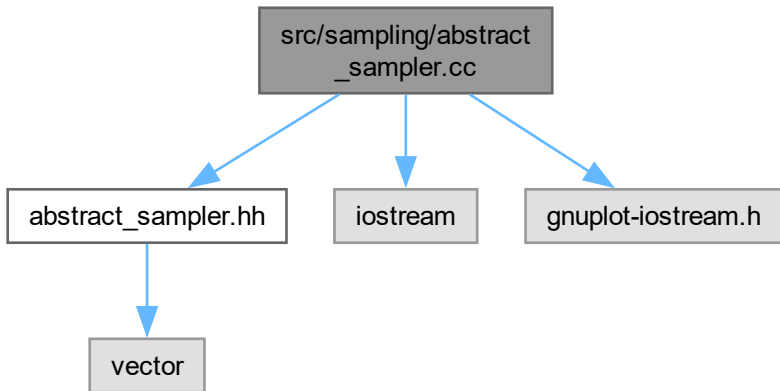 src/sampling/abstract
_sampler.cc
abstract_sampler.hh
iostream
gnuplot-iostream.h
vector